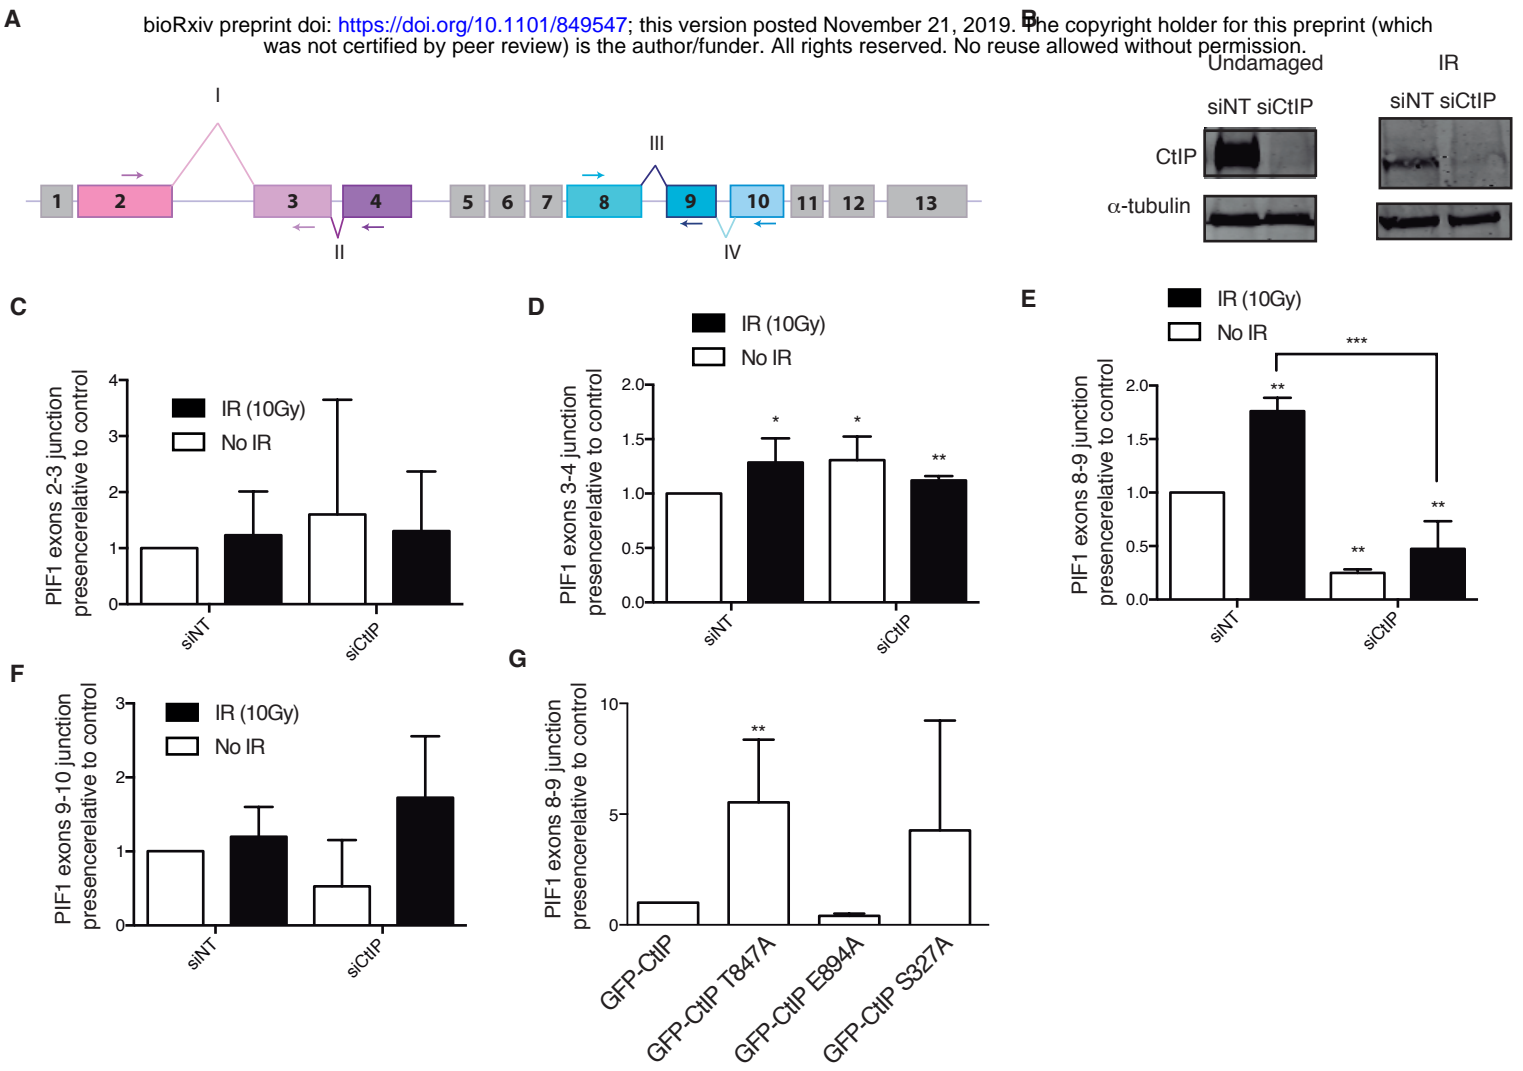 A
bioRxiv preprint doi: https://doi.org/10.1101/849547; this version posted November 21, 2019. The copyright holder for this preprint (which
was not certified by peer review) is the author/funder. All rights reserved. No reuse allowed without permission.
I
1 2 3 4 5 6 7 8 9 10 11 12 13
II
III
IV
B
Undamaged
IR
siNT siCtIP
siNT siCtIP
CtIP
α-tubulin
C
PIF1 exons 2-3 junction
presencerelative to control
4
3
2
1
0
IR (10Gy)
No IR
siNT
siCtIP
D
IR (10Gy)
No IR
PIF1 exons 3-4 junction
presencerelative to control
2.0
1.5
1.0
0.5
0.0
*
*
**
siNT
siCtIP
E
IR (10Gy)
No IR
PIF1 exons 8-9 junction
presencerelative to control
2.0
1.5
1.0
0.5
0.0
***
**
**
**
siNT
siCtIP
F
PIF1 exons 9-10 junction
presencerelative to control
3
2
1
0
IR (10Gy)
No IR
siNT
siCtIP
G
PIF1 exons 8-9 junction
presencerelative to control
10
5
0
**
GFP-CtIP
GFP-CtIP T847A
GFP-CtIP E894A
GFP-CtIP S327A